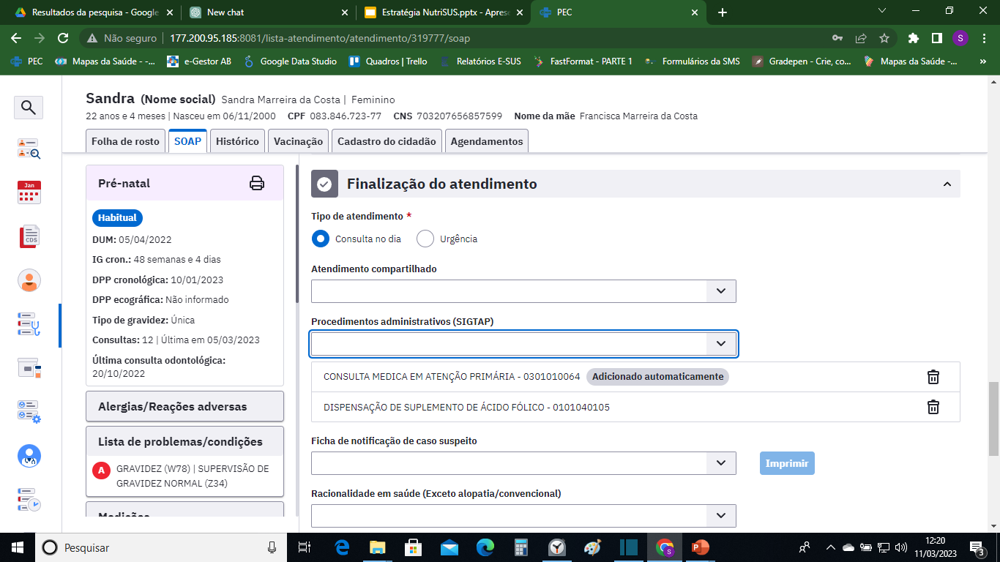 Resultados da pesquisa - Google
New chat
Estratégia NutriSUS.pptx - Apres
PEC
Não seguro
177.200.95.185:8081/lista-atendimento/atendimento/319777/soap
S
PEC
Mapas da Saúde - -...
e-Gestor AB
Google Data Studio
Quadros | Trello
Relatórios E-SUS
FastFormat - PARTE 1
Formulários da SMS
Gradepen - Crie, co...
Mapas da Saúde -...
»
Sandra (Nome social) Sandra Marreira da Costa | Feminino
22 anos e 4 meses | Nasceu em 06/11/2000 CPF 083.846.723-77 CNS 703207656857599 Nome da mãe Francisca Marreira da Costa
Folha de rosto
SOAP
Histórico
Vacinação
Cadastro do cidadão
Agendamentos
Jan
CDS
Pré-natal
Habitual
DUM: 05/04/2022
IG cron.: 48 semanas e 4 dias
DPP cronológica: 10/01/2023
DPP ecográfica: Não informado
Tipo de gravidez: Única
Consultas: 12 | Última em 05/03/2023
Última consulta odontológica:
20/10/2022
Alergias/Reações adversas
Lista de problemas/condições
A
GRAVIDEZ (W78) | SUPERVISÃO DE
GRAVIDEZ NORMAL (Z34)
Medições
Finalização do atendimento
Tipo de atendimento *
Consulta no dia
Urgência
Atendimento compartilhado
Procedimentos administrativos (SIGTAP)
CONSULTA MEDICA EM ATENÇÃO PRIMÁRIA - 0301010064 Adicionado automaticamente
DISPENSAÇÃO DE SUPLEMENTO DE ÁCIDO FÓLICO - 0101040105
Ficha de notificação de caso suspeito
Imprimir
Racionalidade em saúde (Exceto alopatia/convencional)
Pesquisar
12:20
11/03/2023
3